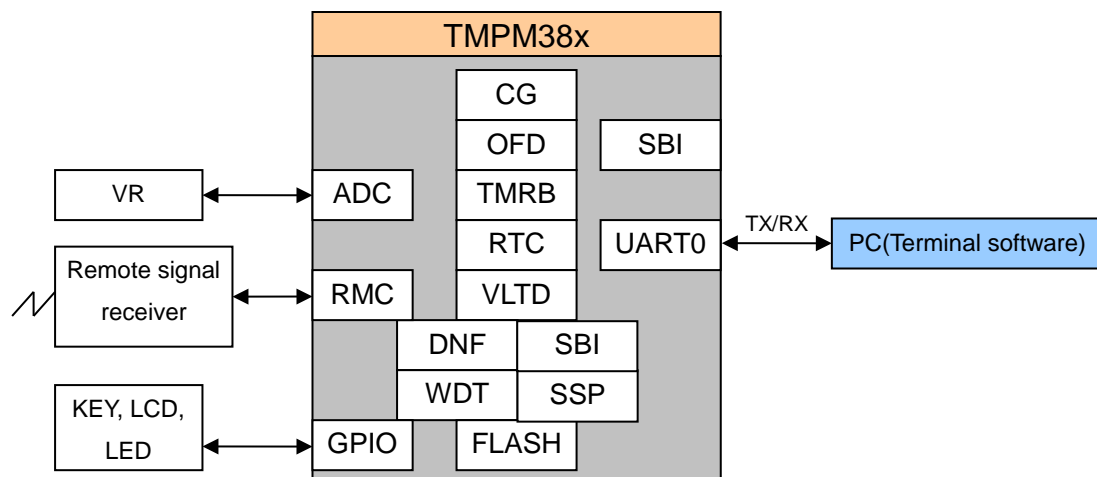 TMPM38x
CG
OFD
SBI
VR
ADC
TMRB
TX/RX
RTC
UART0
PC(Terminal software)
Remote signal
receiver
RMC
VLTD
DNF
SBI
WDT
SSP
KEY, LCD,
LED
GPIO
FLASH